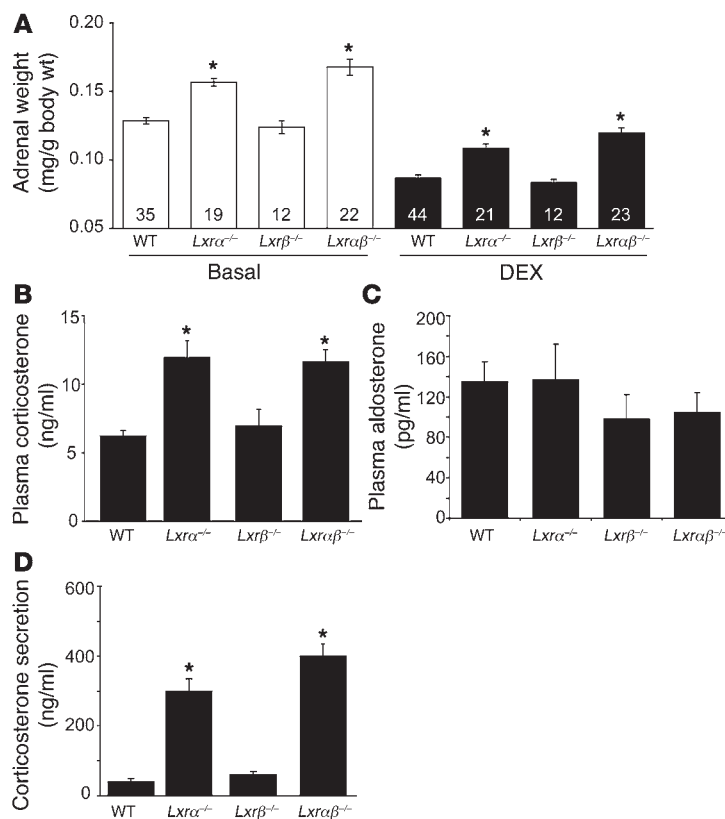 A
Adrenal weight
(mg/g body wt)
0.20
0.15
0.10
0.05
* * * *
35 19 12 22 44 21 12 23
WT Lxrα⁻/⁻ Lxrβ⁻/⁻ Lxrαβ⁻/⁻ WT Lxrα⁻/⁻ Lxrβ⁻/⁻ Lxrαβ⁻/⁻
Basal DEX
B
Plasma corticosterone
(ng/ml)
15
10
5
0
* *
WT Lxrα⁻/⁻ Lxrβ⁻/⁻ Lxrαβ⁻/⁻
C
Plasma aldosterone
(pg/ml)
200
160
120
80
40
0
WT Lxrα⁻/⁻ Lxrβ⁻/⁻ Lxrαβ⁻/⁻
D
Corticosterone secretion
(ng/ml)
600
400
200
0
* *
WT Lxrα⁻/⁻ Lxrβ⁻/⁻ Lxrαβ⁻/⁻